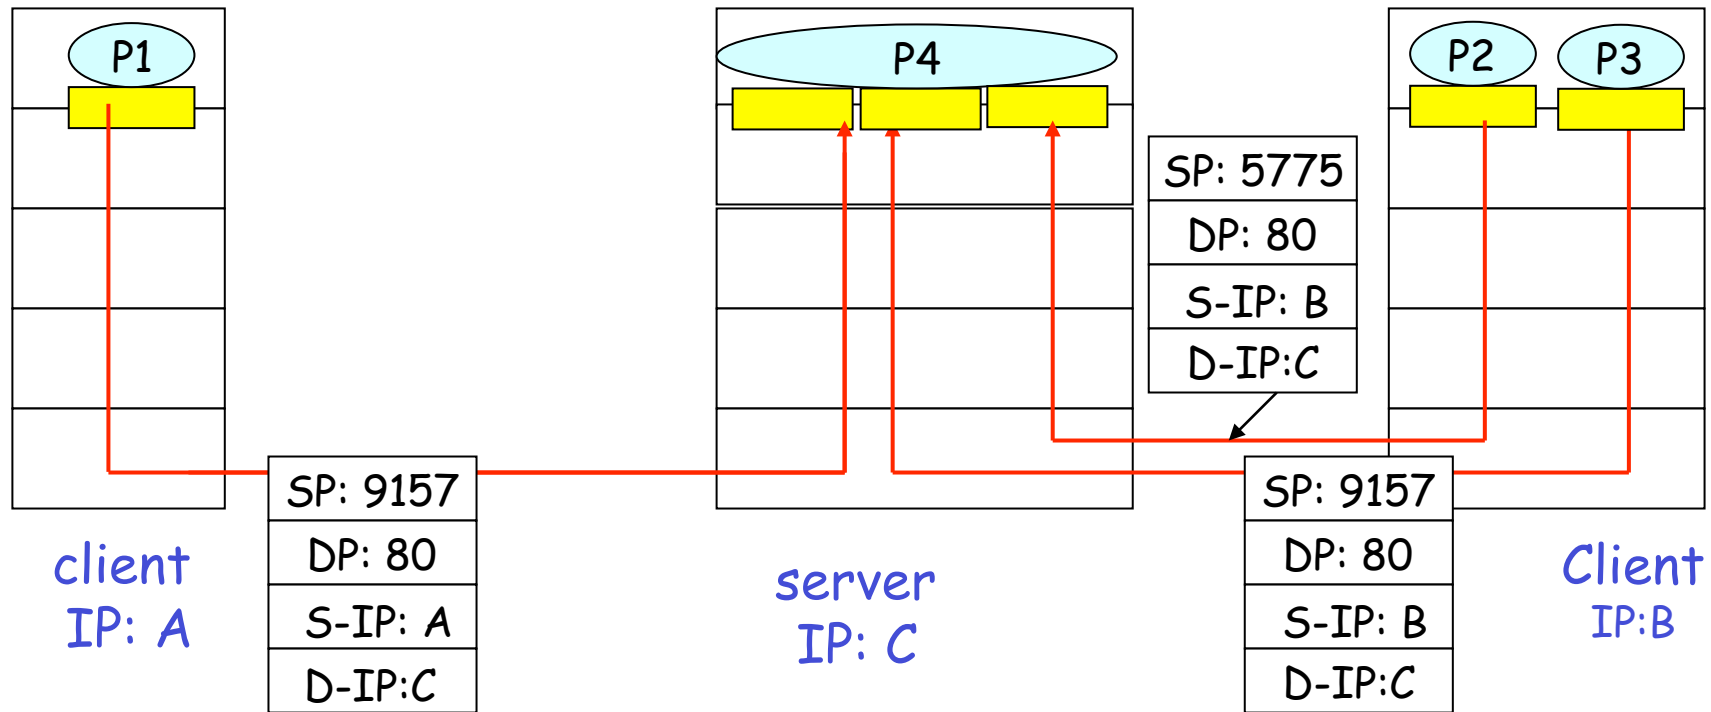 P1
P4
P2
P3
SP: 5775
DP: 80
S-IP: B
D-IP:C
SP: 9157
DP: 80
S-IP: A
D-IP:C
SP: 9157
DP: 80
S-IP: B
D-IP:C
client
IP: A
server
IP: C
Client
IP:B